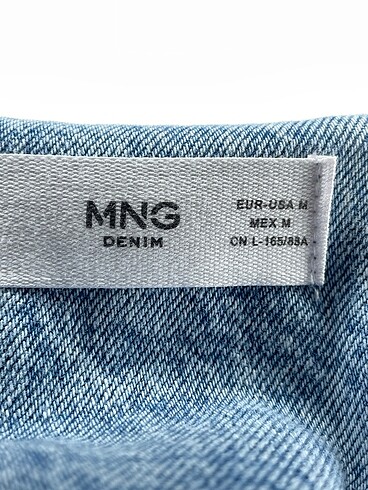 MNG
DENIM
EUR-USA M
MEX M
CN L-165/88A